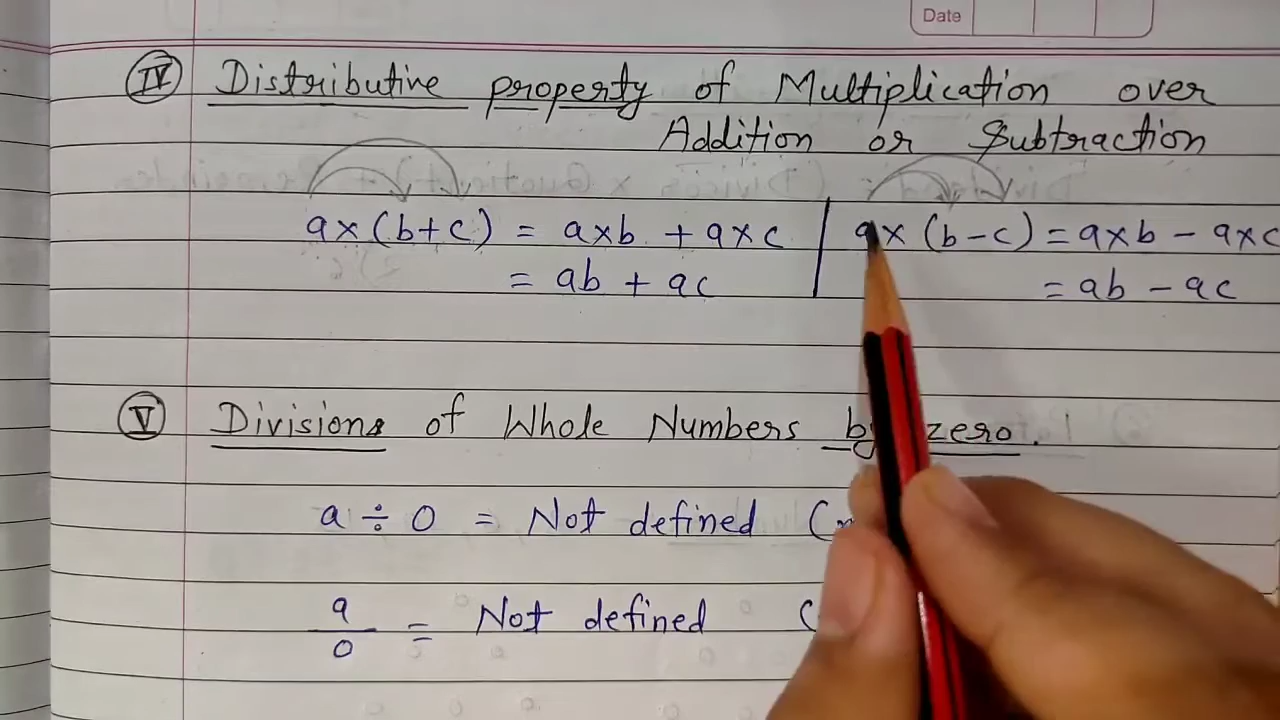 Date
IV Distributive property of Multiplication over
Addition or Subtraction
a×(b+c) = a×b + a×c
= ab + ac
a× (b-c) = a×b - a×c
= ab - ac
V Divisions of Whole Numbers by zero.
a ÷ 0 = Not defined (
a/0 = Not defined (